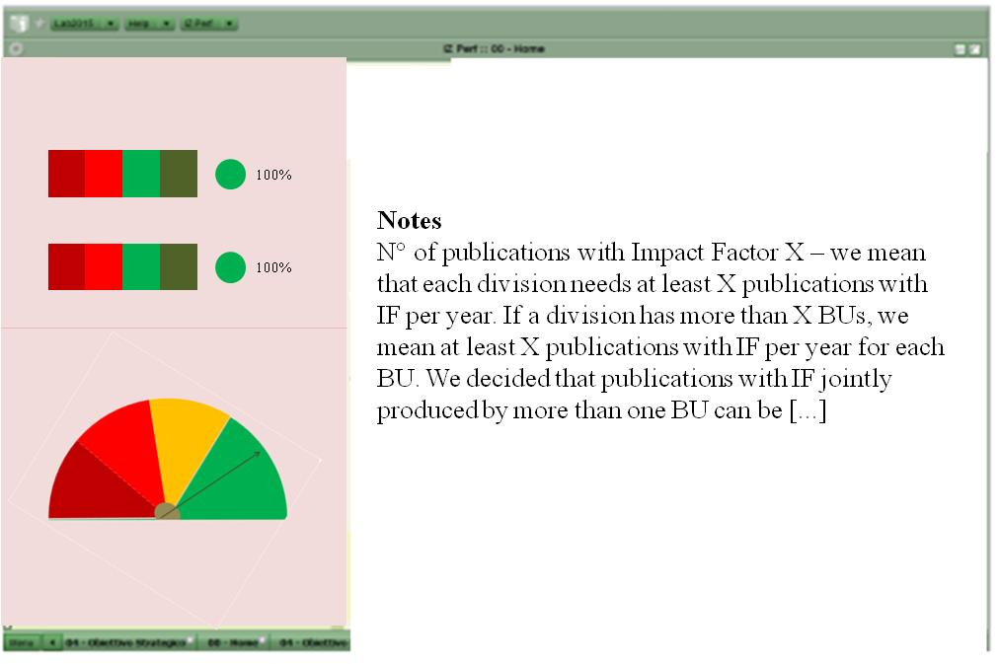 Lab2015 Help IZ Perf
IZ Perf :: 00 - Home
100%
100%
Notes
N° of publications with Impact Factor X – we mean
that each division needs at least X publications with
IF per year. If a division has more than X BUs, we
mean at least X publications with IF per year for each
BU. We decided that publications with IF jointly
produced by more than one BU can be [...]
Menu 04 - Obiettivo Strategico 00 - Home 04 - Obiettivo